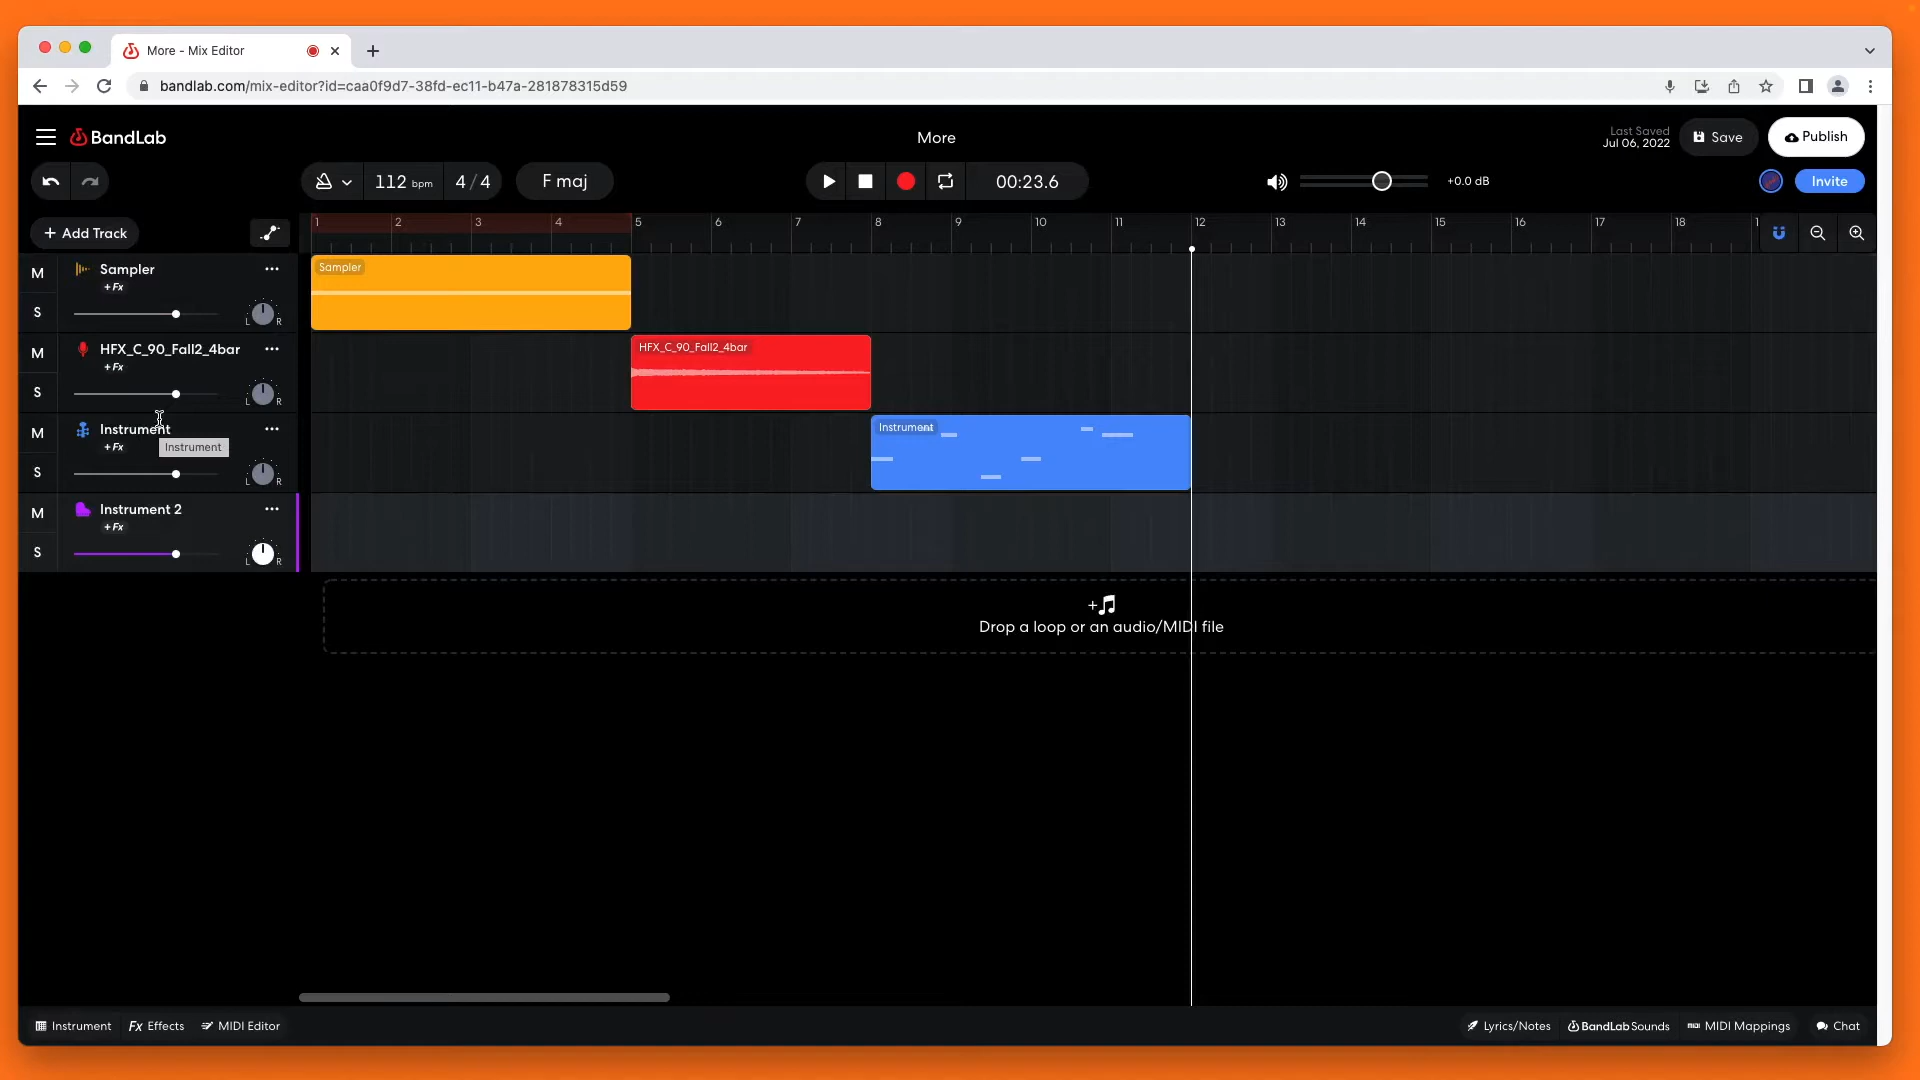 More - Mix Editor
bandlab.com/mix-editor?id=caa0f9d7-38fd-ec11-b47a-281878315d59
BandLab
More
Last Saved
Jul 06, 2022
Save
Publish
112 bpm
4 / 4
F maj
00:23.6
+0.0 dB
Invite
+ Add Track
1 2 3 4 5 6 7 8 9 10 11 12 13 14 15 16 17 18 1
M
Sampler
+Fx
S
L R
Sampler
M
HFX_C_90_Fall2_4bar
+Fx
S
L R
HFX_C_90_Fall2_4bar
M
Instrument
+Fx
Instrument
S
L R
Instrument
M
Instrument 2
+Fx
S
L R
+
Drop a loop or an audio/MIDI file
Instrument
Fx Effects
MIDI Editor
Lyrics/Notes
BandLab Sounds
MIDI Mappings
Chat